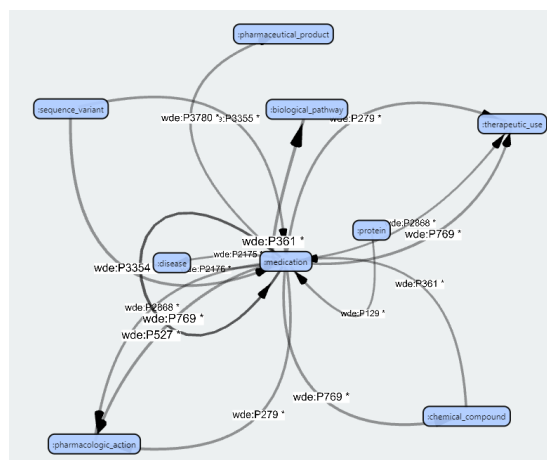 :pharmaceutical_product
:sequence_variant
:biological_pathway
wde:P3780 *
:P3355 *
wde:P279 *
:therapeutic_use
:protein
wde:P2868 *
wde:P769 *
wde:P361 *
:disease
wde:P2175 *
:medication
wde:P3354
wde:P2176 *
wde:P361 *
wde:P2868 *
wde:P769 *
wde:P129 *
wde:P527 *
wde:P769 *
wde:P279 *
:chemical_compound
:pharmacologic_action